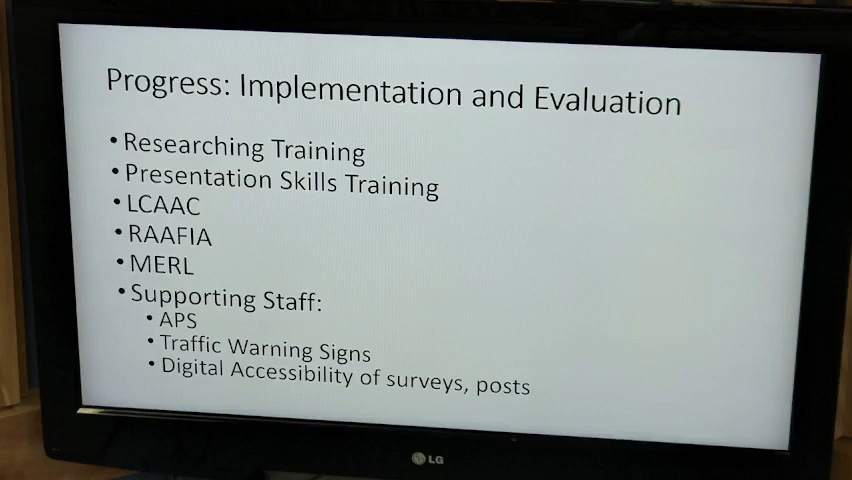 Progress: Implementation and Evaluation
• Researching Training
• Presentation Skills Training
• LCAAC
• RAAFIA
• MERL
• Supporting Staff:
• APS
• Traffic Warning Signs
• Digital Accessibility of surveys, posts
LG